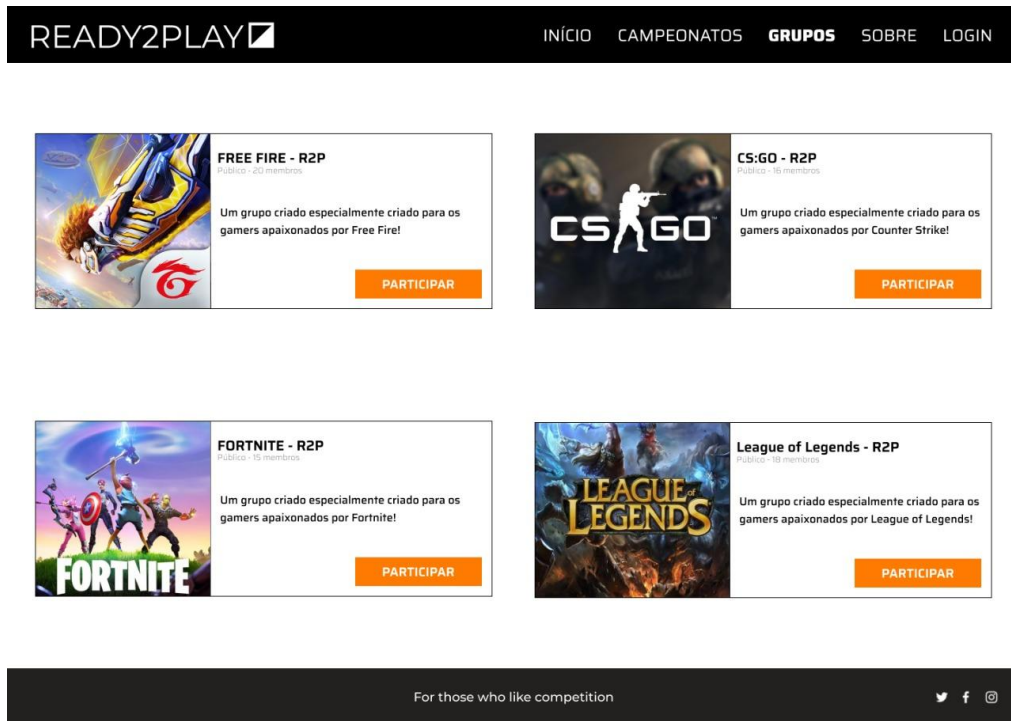 READY2PLAY
INÍCIO CAMPEONATOS GRUPOS SOBRE LOGIN
FREE FIRE - R2P
Público - 20 membros
Um grupo criado especialmente criado para os
gamers apaixonados por Free Fire!
PARTICIPAR
CS GO
CS:GO - R2P
Público - 16 membros
Um grupo criado especialmente criado para os
gamers apaixonados por Counter Strike!
PARTICIPAR
FORTNITE
FORTNITE - R2P
Público - 15 membros
Um grupo criado especialmente criado para os
gamers apaixonados por Fortnite!
PARTICIPAR
LEAGUE OF
LEGENDS
League of Legends - R2P
Público - 18 membros
Um grupo criado especialmente criado para os
gamers apaixonados por League of Legends!
PARTICIPAR
For those who like competition